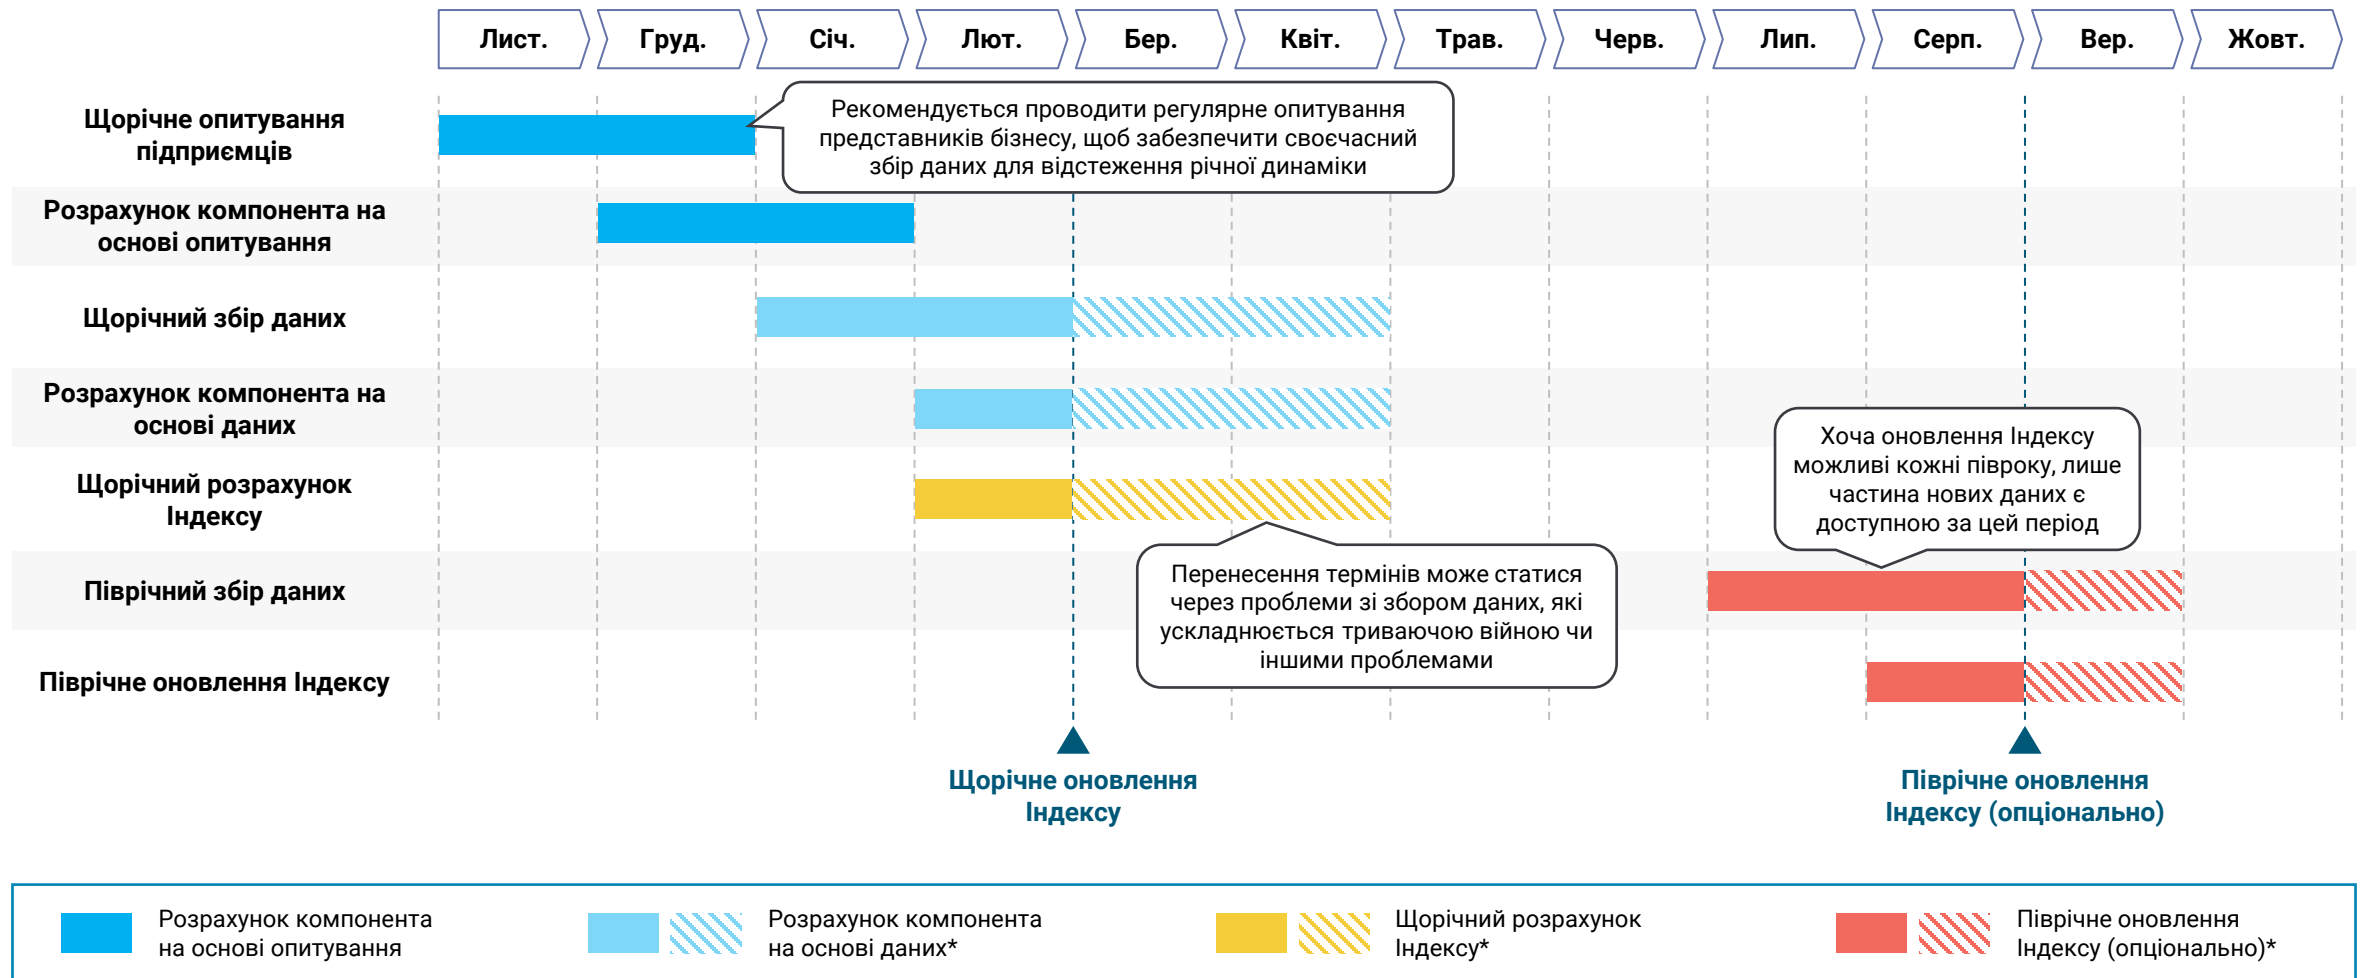 Лист.
Груд.
Січ.
Лют.
Бер.
Квіт.
Трав.
Черв.
Лип.
Серп.
Вер.
Жовт.
Щорічне опитування
підприємців
Рекомендується проводити регулярне опитування
представників бізнесу, щоб забезпечити своєчасний
збір даних для відстеження річної динаміки
Розрахунок компонента на
основі опитування
Щорічний збір даних
Розрахунок компонента на
основі даних
Щорічний розрахунок
Індексу
Хоча оновлення Індексу
можливі кожні півроку, лише
частина нових даних є
доступною за цей період
Перенесення термінів може статися
через проблеми зі збором даних, які
ускладнюється триваючою війною чи
іншими проблемами
Піврічний збір даних
Піврічне оновлення Індексу
Щорічне оновлення
Індексу
Піврічне оновлення
Індексу (опціонально)
Розрахунок компонента
на основі опитування
Розрахунок компонента
на основі даних*
Щорічний розрахунок
Індексу*
Піврічне оновлення
Індексу (опціонально)*